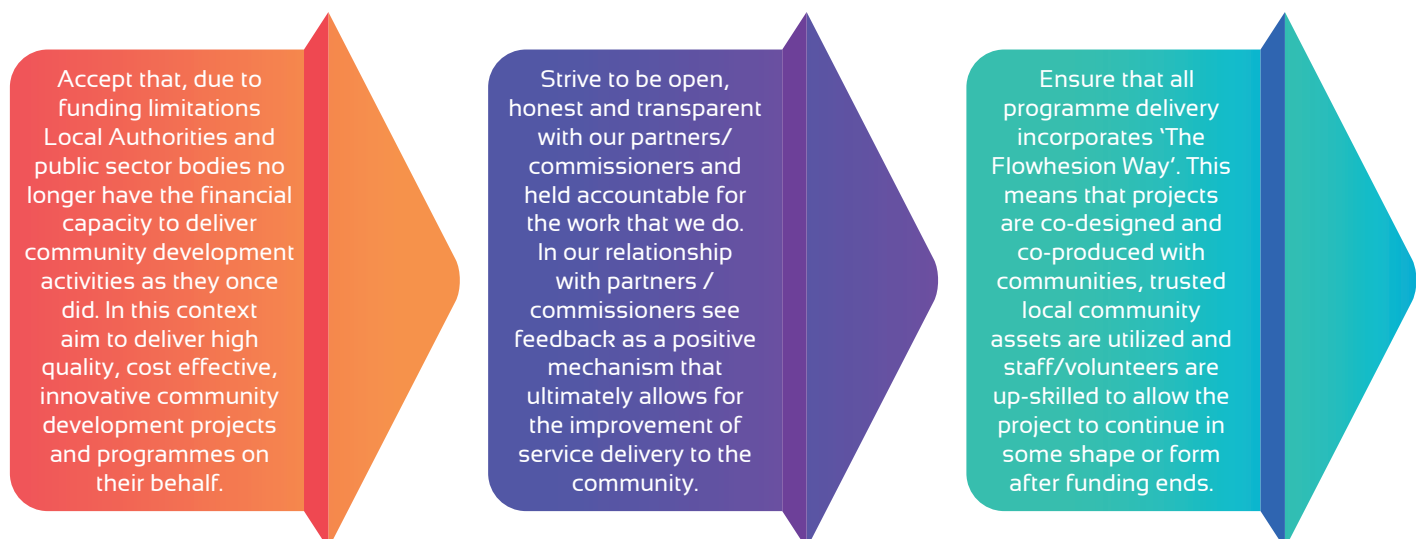 Accept that, due to
funding limitations
Local Authorities and
public sector bodies no
longer have the financial
capacity to deliver
community development
activities as they once
did. In this context
aim to deliver high
quality, cost effective,
innovative community
development projects
and programmes on
their behalf.
Strive to be open,
honest and transparent
with our partners/
commissioners and
held accountable for
the work that we do.
In our relationship
with partners /
commissioners see
feedback as a positive
mechanism that
ultimately allows for
the improvement of
service delivery to the
community.
Ensure that all
programme delivery
incorporates ‘The
Flowhesion Way’. This
means that projects
are co-designed and
co-produced with
communities, trusted
local community
assets are utilized and
staff/volunteers are
up-skilled to allow the
project to continue in
some shape or form
after funding ends.